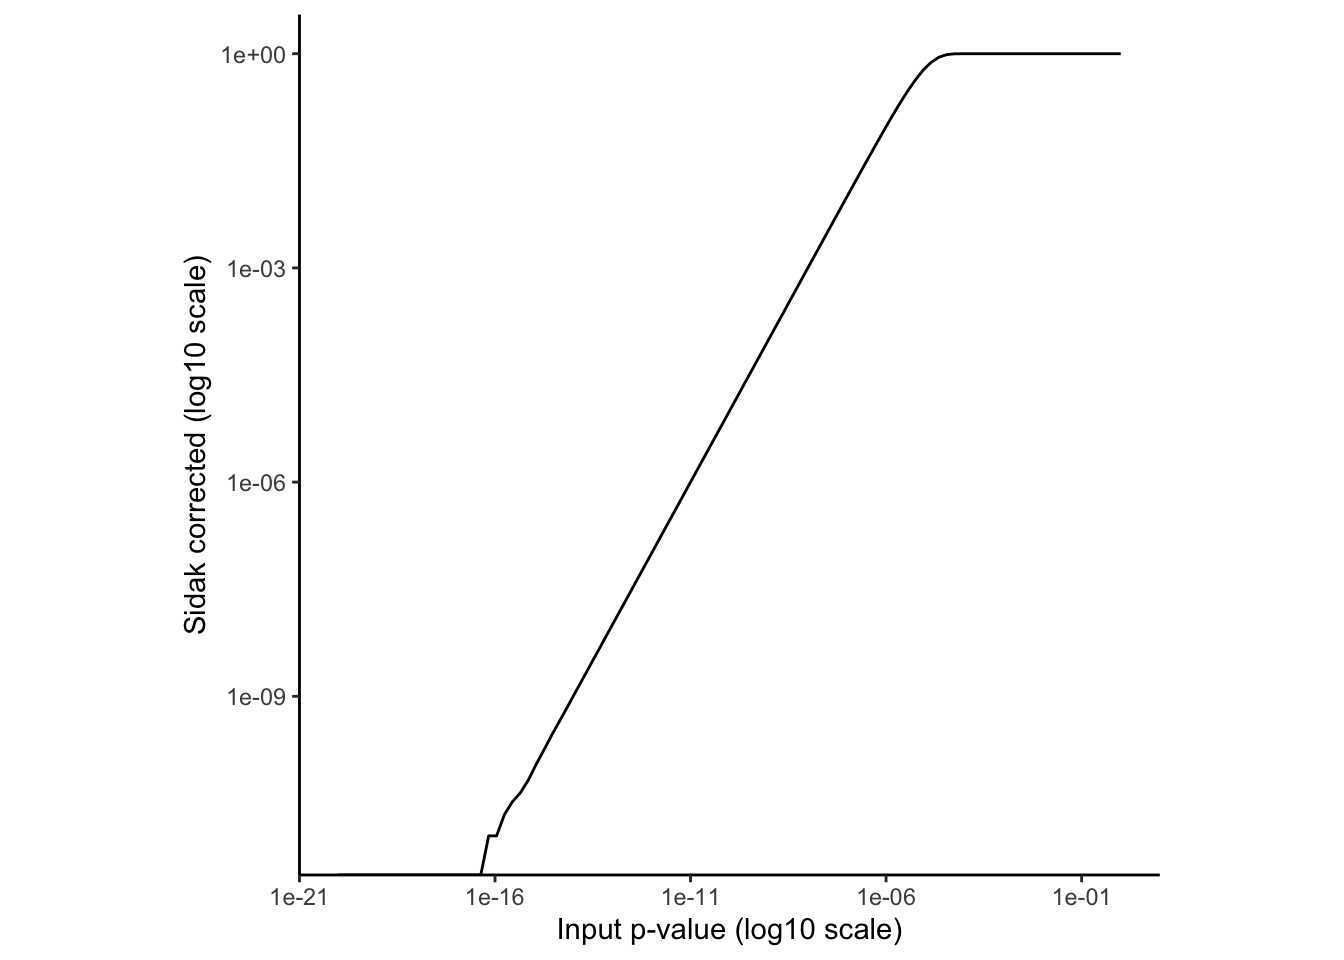 1e+00
1e-03
1e-06
1e-09
Sidak corrected (log10 scale)
1e-21
1e-16
1e-11
1e-06
1e-01
Input p-value (log10 scale)